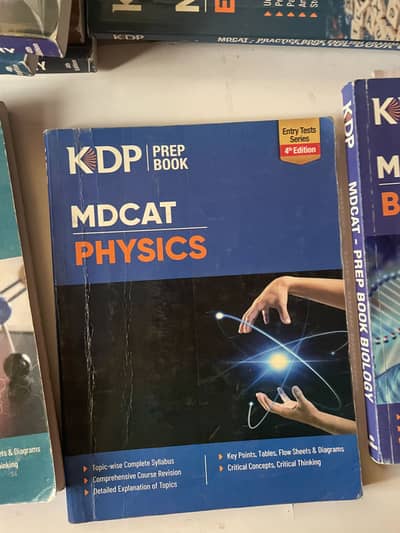 MDCAT - PRACTICE BOOK
KDP
KDP PREP
BOOK
Entry Tests
Series
4th Edition
MDCAT
PHYSICS
Topic-wise Complete Syllabus
Comprehensive Course Revision
Detailed Explanation of Topics
Key Points, Tables, Flow Sheets & Diagrams
Critical Concepts, Critical Thinking
KDP
MDCAT - PREP BOOK BIOLOGY
K
M
B
ts & Diagrams
hinking